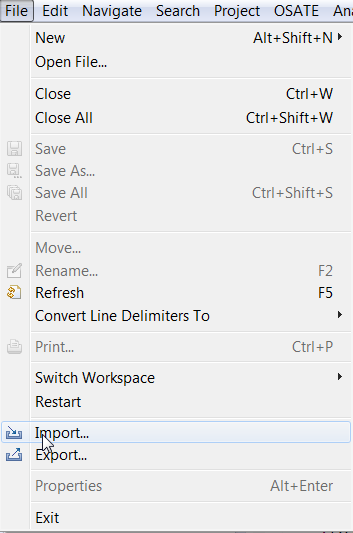 File Edit Navigate Search Project OSATE
New Alt+Shift+N
Open File...
Close Ctrl+W
Close All Ctrl+Shift+W
Save Ctrl+S
Save As...
Save All Ctrl+Shift+S
Revert
Move...
Rename... F2
Refresh F5
Convert Line Delimiters To
Print... Ctrl+P
Switch Workspace
Restart
Import...
Export...
Properties Alt+Enter
Exit